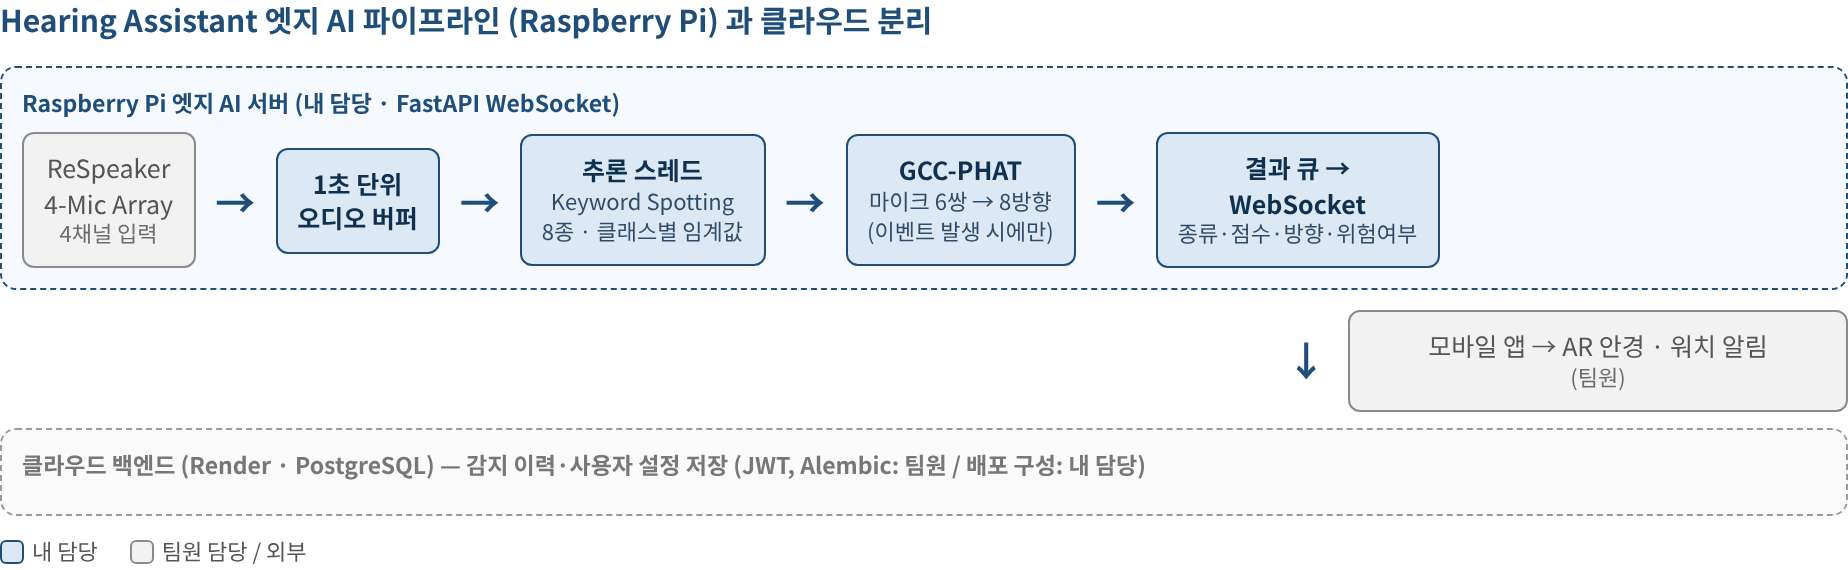 Hearing Assistant 엣지 AI 파이프라인 (Raspberry Pi) 과 클라우드 분리
Raspberry Pi 엣지 AI 서버 (내 담당 · FastAPI WebSocket)
ReSpeaker
4-Mic Array
4채널 입력
→
1초 단위
오디오 버퍼
→
추론 스레드
Keyword Spotting
8종 · 클래스별 임계값
→
GCC-PHAT
마이크 6쌍 → 8방향
(이벤트 발생 시에만)
→
결과 큐 →
WebSocket
종류·점수·방향·위험여부
↓
모바일 앱 → AR 안경 · 워치 알림
(팀원)
클라우드 백엔드 (Render · PostgreSQL) — 감지 이력·사용자 설정 저장 (JWT, Alembic: 팀원 / 배포 구성: 내 담당)
내 담당
팀원 담당 / 외부